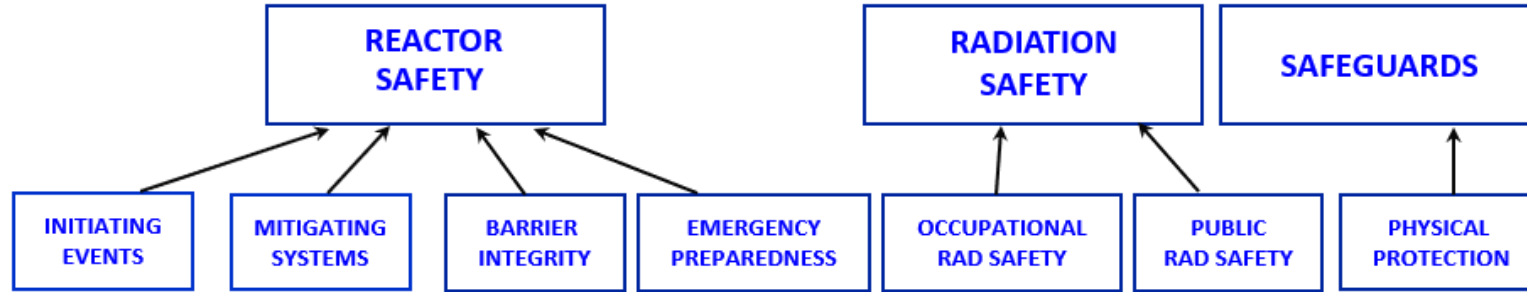 REACTOR
SAFETY
RADIATION
SAFETY
SAFEGUARDS
INITIATING
EVENTS
MITIGATING
SYSTEMS
BARRIER
INTEGRITY
EMERGENCY
PREPAREDNESS
OCCUPATIONAL
RAD SAFETY
PUBLIC
RAD SAFETY
PHYSICAL
PROTECTION